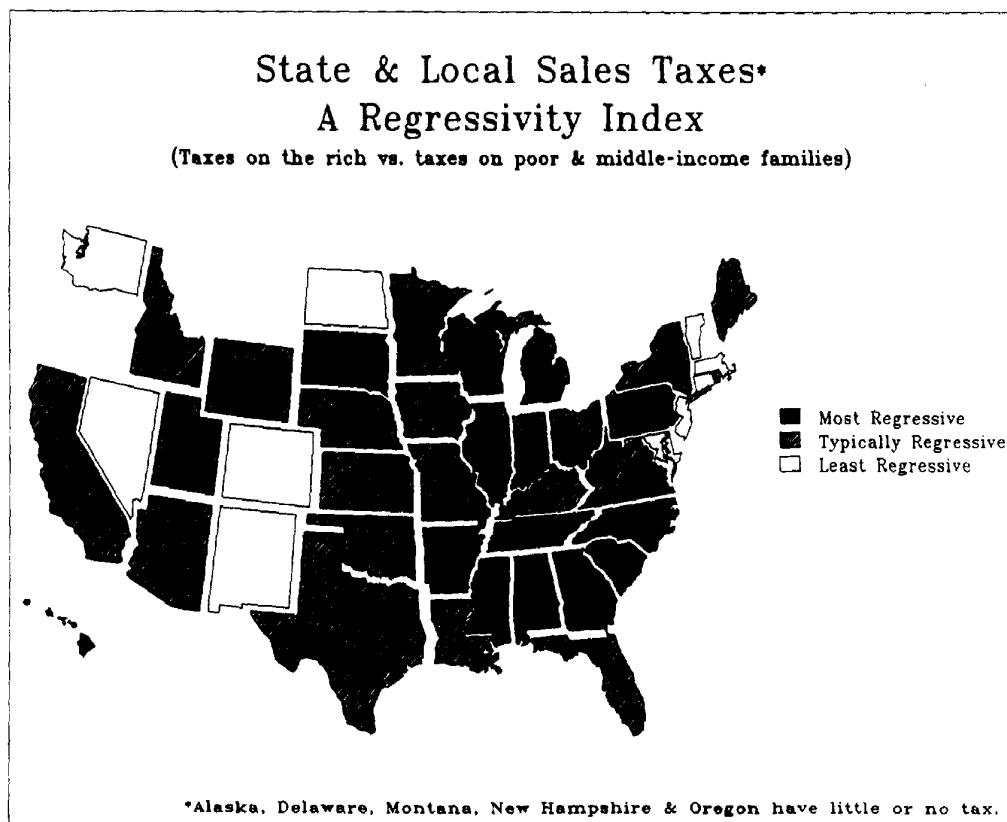 State & Local Sales Taxes*
A Regressivity Index
(Taxes on the rich vs. taxes on poor & middle-income families)
Most Regressive
Typically Regressive
Least Regressive
*Alaska, Delaware, Montana, New Hampshire & Oregon have little or no tax.